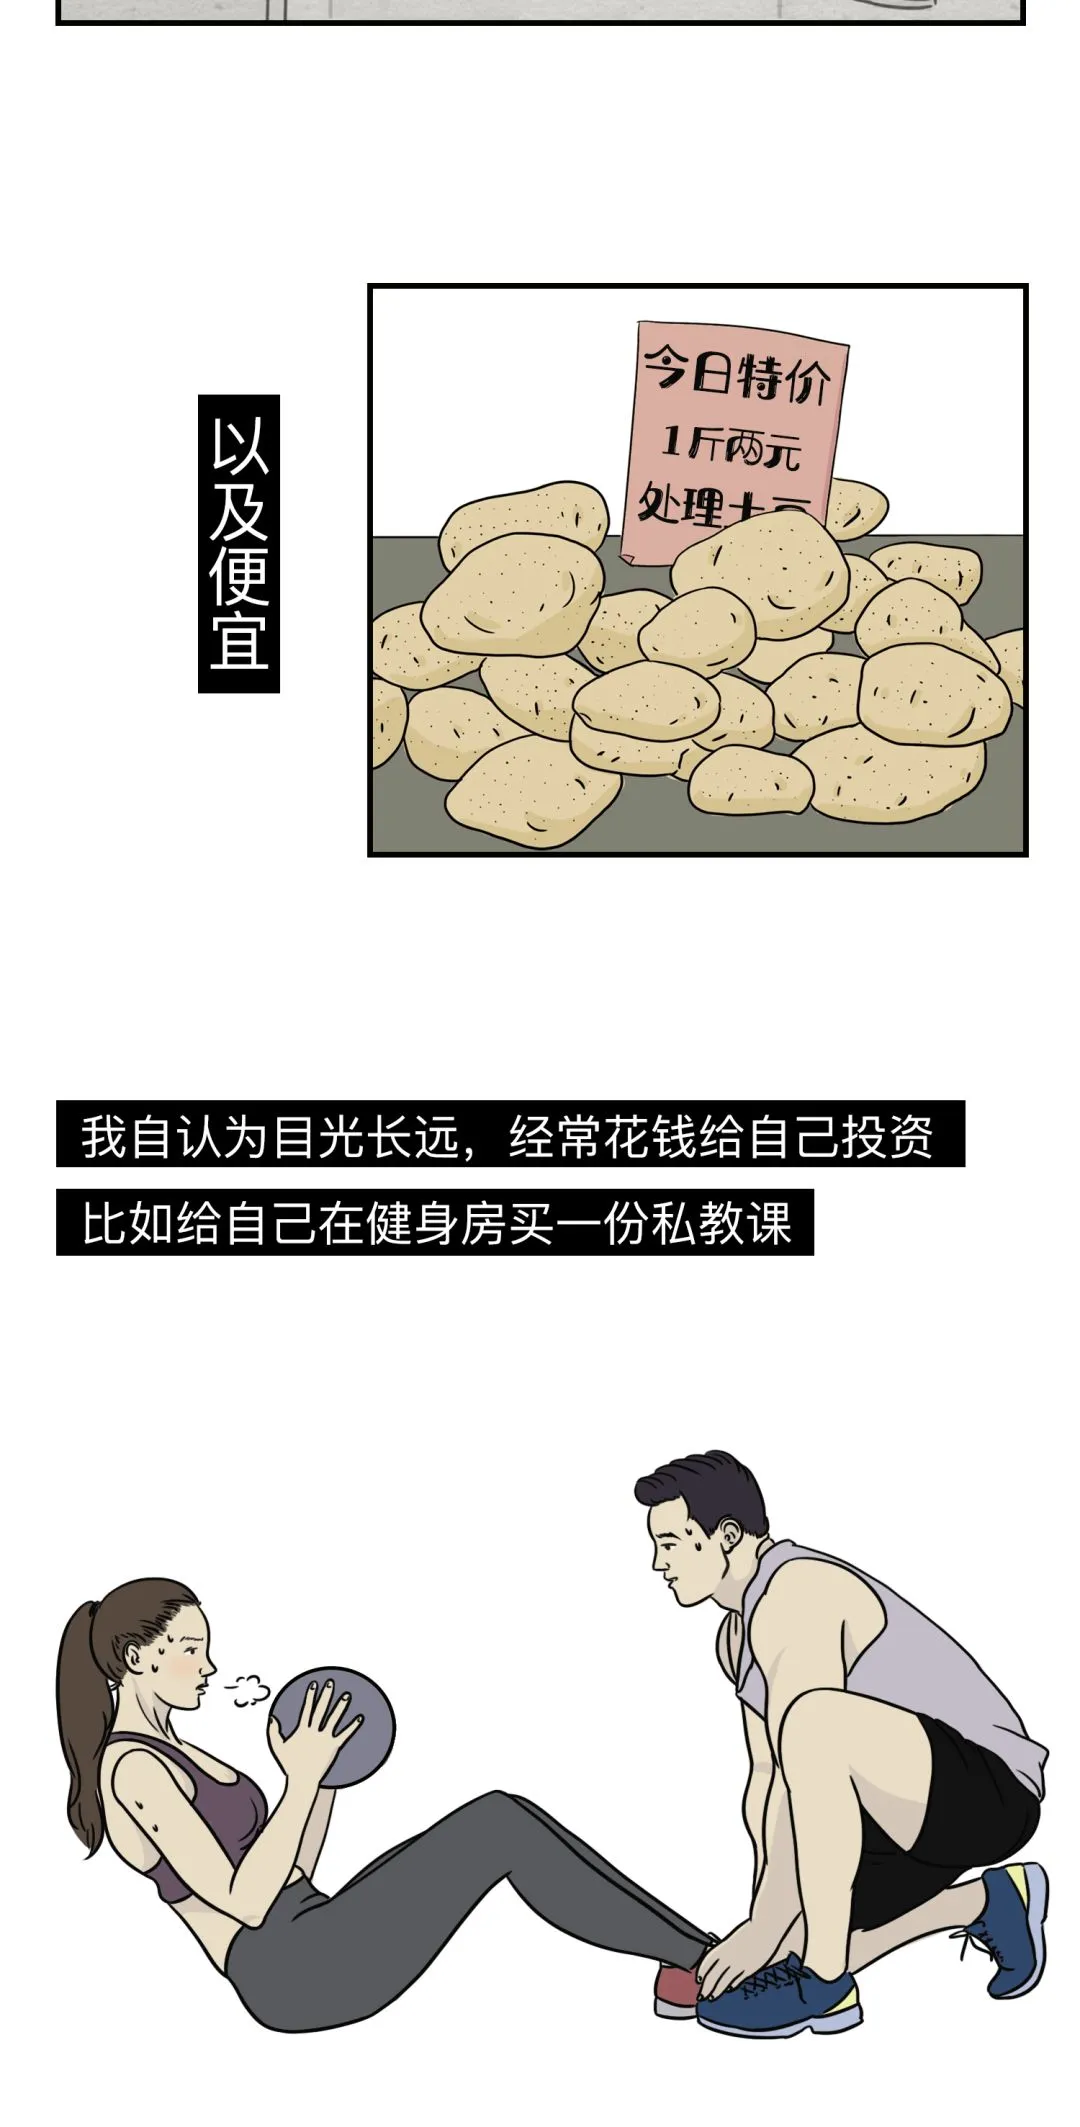 以及便宜
今日特价
1斤两元
处理土豆
我自认为目光长远，经常花钱给自己投资
比如给自己在健身房买一份私教课